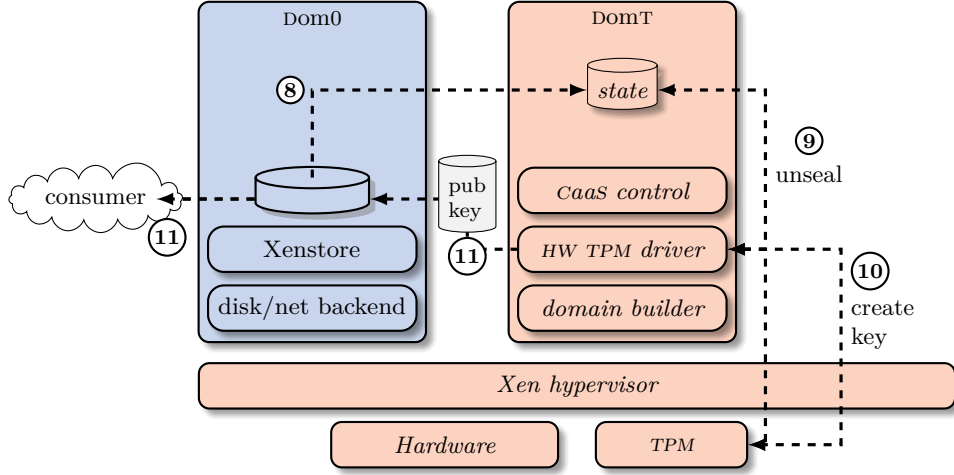 Dom0
DomT
8
state
9
unseal
pub
key
consumer
CaaS control
11
11
Xenstore
HW TPM driver
10
create
key
disk/net backend
domain builder
Xen hypervisor
Hardware
TPM